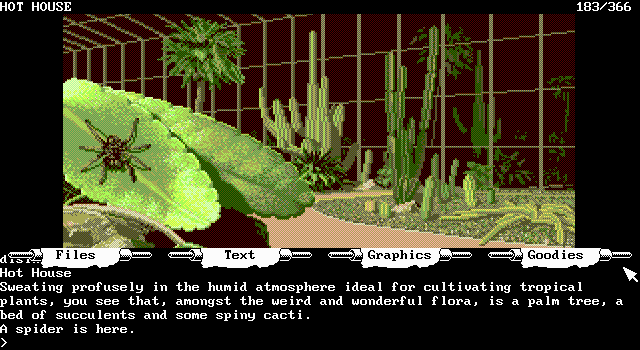 HOT HOUSE 183/366
Files Text Graphics Goodies
Hot House
Sweating profusely in the humid atmosphere ideal for cultivating tropical
plants, you see that, amongst the weird and wonderful flora, is a palm tree, a
bed of succulents and some spiny cacti.
A spider is here.
>